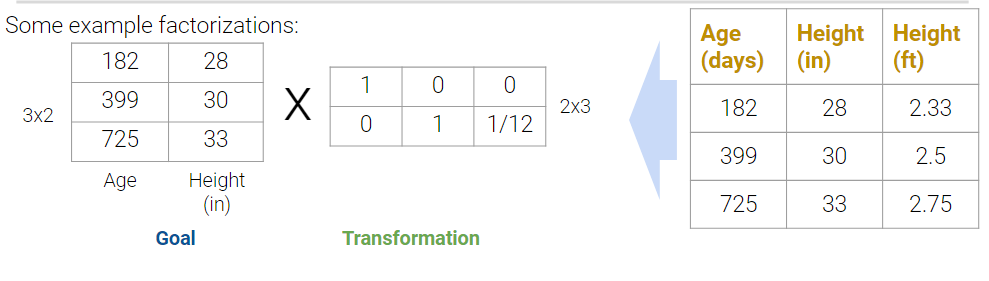 Some example factorizations:
3x2
182 28
399 30
725 33
Age Height
(in)
Goal
X
1 0 0
0 1 1/12
2x3
Transformation
Age Height Height
(days) (in) (ft)
182 28 2.33
399 30 2.5
725 33 2.75